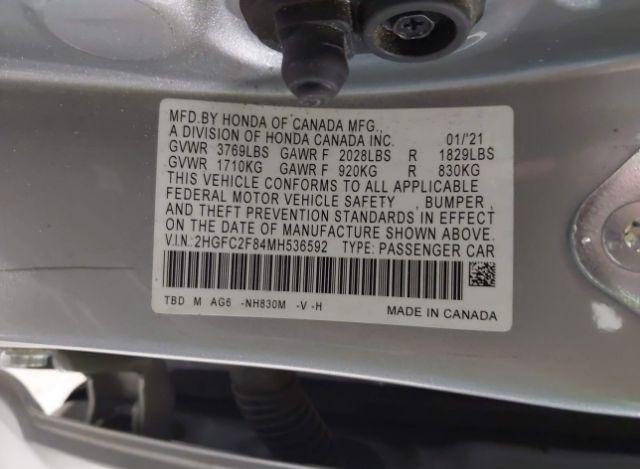 MFD.BY HONDA OF CANADA MFG.,
A DIVISION OF HONDA CANADA INC. 01/'21
GVWR 3769LBS GAWR F 2028LBS R 1829LBS
GVWR 1710KG GAWR F 920KG R 830KG
THIS VEHICLE CONFORMS TO ALL APPLICABLE
FEDERAL MOTOR VEHICLE SAFETY , BUMPER ,
AND THEFT PREVENTION STANDARDS IN EFFECT
ON THE DATE OF MANUFACTURE SHOWN ABOVE.
V.I.N.:2HGFC2F84MH536592 TYPE: PASSENGER CAR
TBD M AG6 -NH830M -V -H
MADE IN CANADA